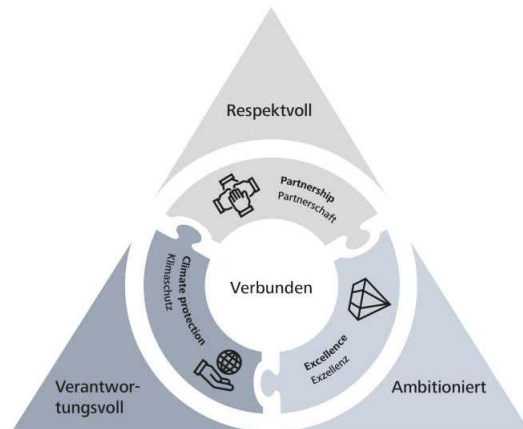 Respektvoll
Partnership
Partnerschaft
Climate protection
Klimaschutz
Verbunden
Excellence
Exzellenz
Verantwor-
tungsvoll
Ambitioniert